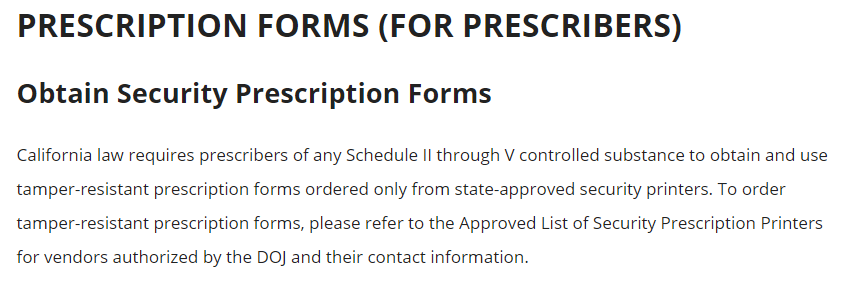 PRESCRIPTION FORMS (FOR PRESCRIBERS)
Obtain Security Prescription Forms
California law requires prescribers of any Schedule II through V controlled substance to obtain and use
tamper-resistant prescription forms ordered only from state-approved security printers. To order
tamper-resistant prescription forms, please refer to the Approved List of Security Prescription Printers
for vendors authorized by the DOJ and their contact information.